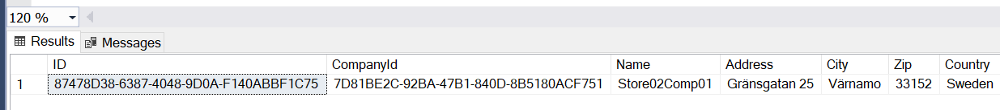 120 %
Results Messages
ID CompanyId Name Address City Zip Country
1 87478D38-6387-4048-9D0A-F140ABBF1C75 7D81BE2C-92BA-47B1-840D-8B5180ACF751 Store02Comp01 Gränsgatan 25 Värnamo 33152 Sweden